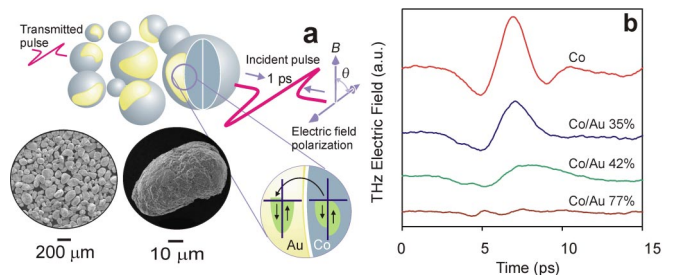 Transmitted
pulse
a
Incident pulse
1 ps
B
θ
Electric field
polarization
200 μm
10 μm
Au
Co
b
THz Electric Field (a.u.)
Co
Co/Au 35%
Co/Au 42%
Co/Au 77%
0 5 10 15
Time (ps)